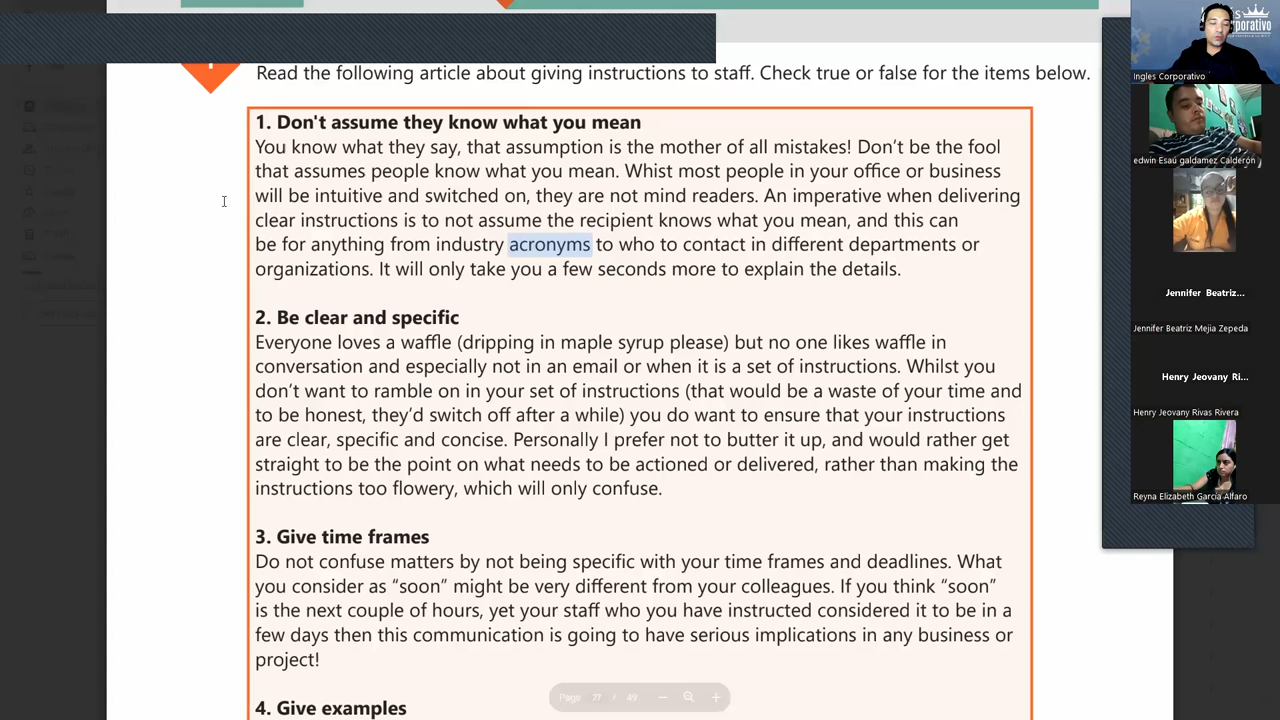 Read the following article about giving instructions to staff. Check true or false for the items below.
1. Don't assume they know what you mean
You know what they say, that assumption is the mother of all mistakes! Don’t be the fool
that assumes people know what you mean. Whist most people in your office or business
will be intuitive and switched on, they are not mind readers. An imperative when delivering
clear instructions is to not assume the recipient knows what you mean, and this can
be for anything from industry acronyms to who to contact in different departments or
organizations. It will only take you a few seconds more to explain the details.
2. Be clear and specific
Everyone loves a waffle (dripping in maple syrup please) but no one likes waffle in
conversation and especially not in an email or when it is a set of instructions. Whilst you
don’t want to ramble on in your set of instructions (that would be a waste of your time and
to be honest, they’d switch off after a while) you do want to ensure that your instructions
are clear, specific and concise. Personally I prefer not to butter it up, and would rather get
straight to be the point on what needs to be actioned or delivered, rather than making the
instructions too flowery, which will only confuse.
3. Give time frames
Do not confuse matters by not being specific with your time frames and deadlines. What
you consider as “soon” might be very different from your colleagues. If you think “soon”
is the next couple of hours, yet your staff who you have instructed considered it to be in a
few days then this communication is going to have serious implications in any business or
project!
4. Give examples
Page 27 / 49
orporativo
Ingles Corporativo
edwin Esaú galdamez Calderón
Jennifer Beatriz...
Jennifer Beatriz Mejia Zepeda
Henry Jeovany Ri...
Henry Jeovany Rivas Rivera
Reyna Elizabeth García Alfaro